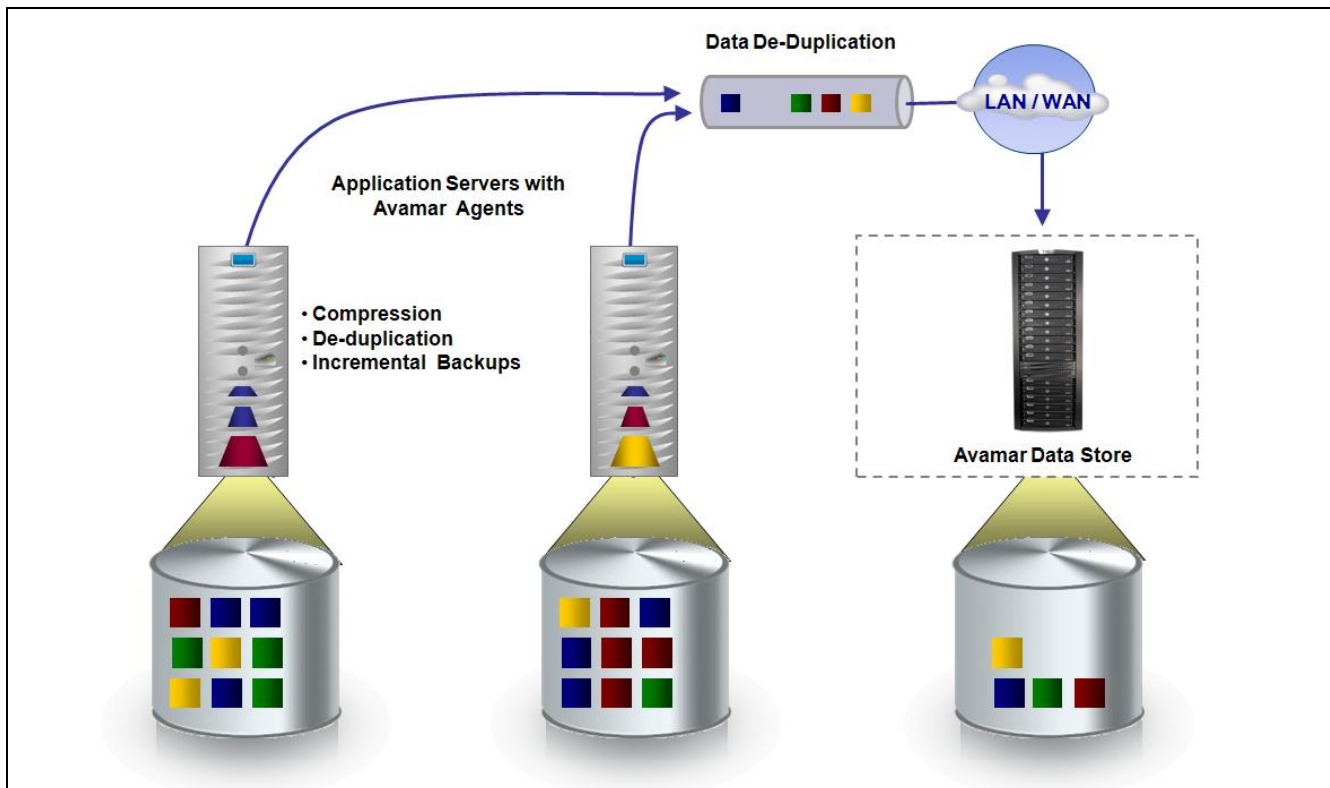 Data De-Duplication
LAN / WAN
Application Servers with
Avamar Agents
• Compression
• De-duplication
• Incremental Backups
Avamar Data Store